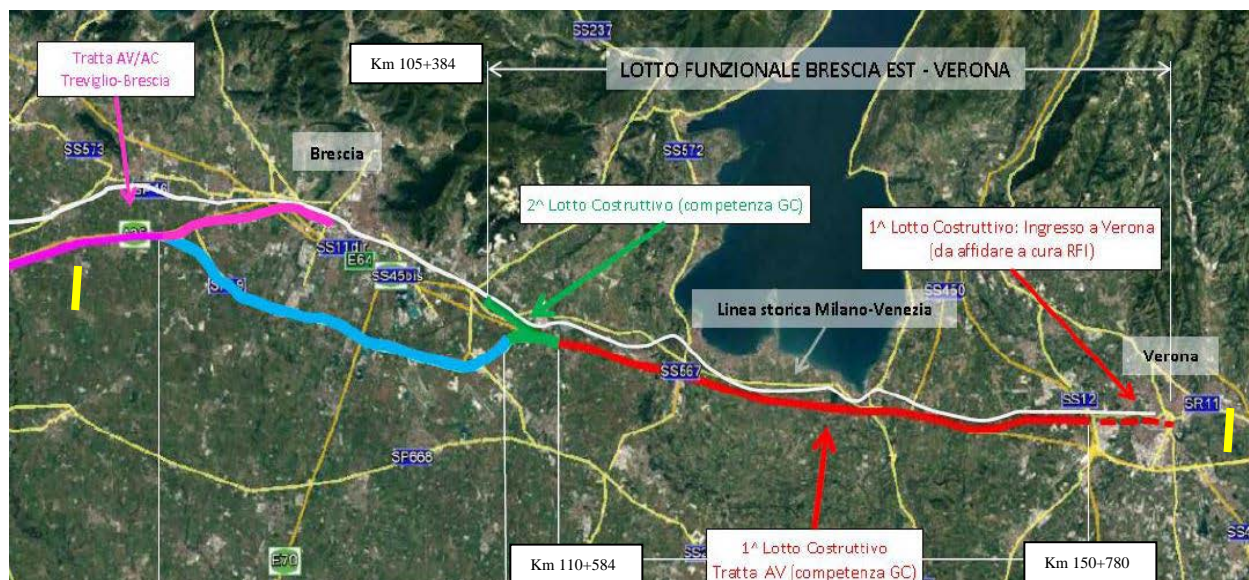 SS237
Tratta AV/AC
Treviglio-Brescia
Km 105+384
LOTTO FUNZIONALE BRESCIA EST - VERONA
SS573
Brescia
SS572
2^ Lotto Costruttivo (competenza GC)
1^ Lotto Costruttivo: Ingresso a Verona
(da affidare a cura RFI)
SS11dir
E64
SS45bis
SS450
Linea storica Milano-Venezia
Verona
SS567
SS12
SR11
SP668
E70
Km 110+584
1^ Lotto Costruttivo
Tratta AV (competenza GC)
Km 150+780